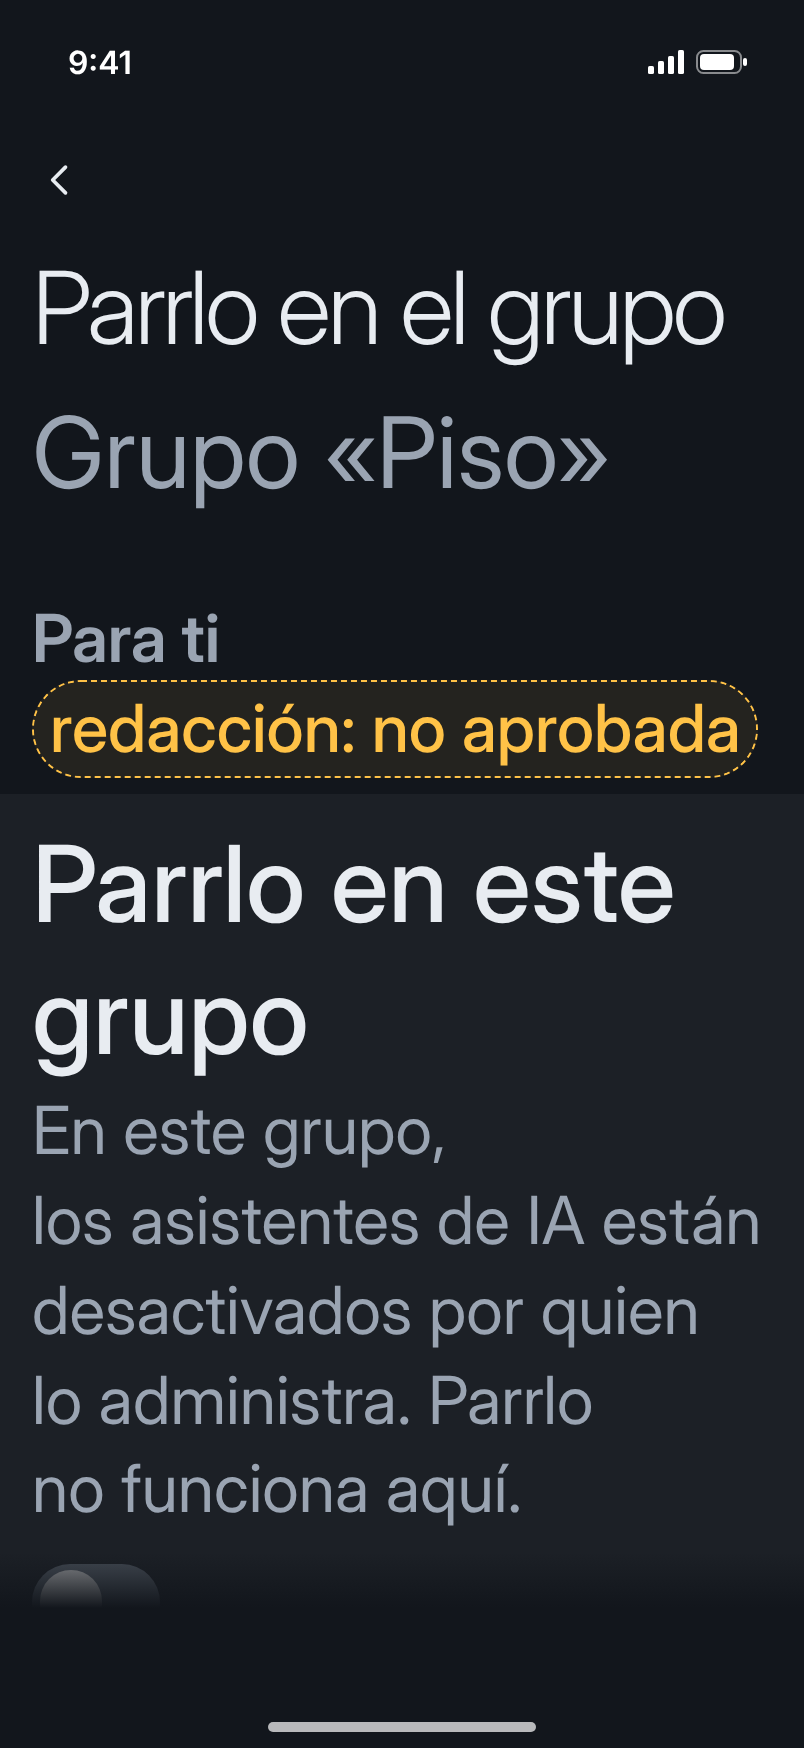 9:41
Parrlo en el grupo
Grupo «Piso»
Para ti
redacción: no aprobada
Parrlo en este
grupo
En este grupo,
los asistentes de IA están
desactivados por quien
lo administra. Parrlo
no funciona aquí.